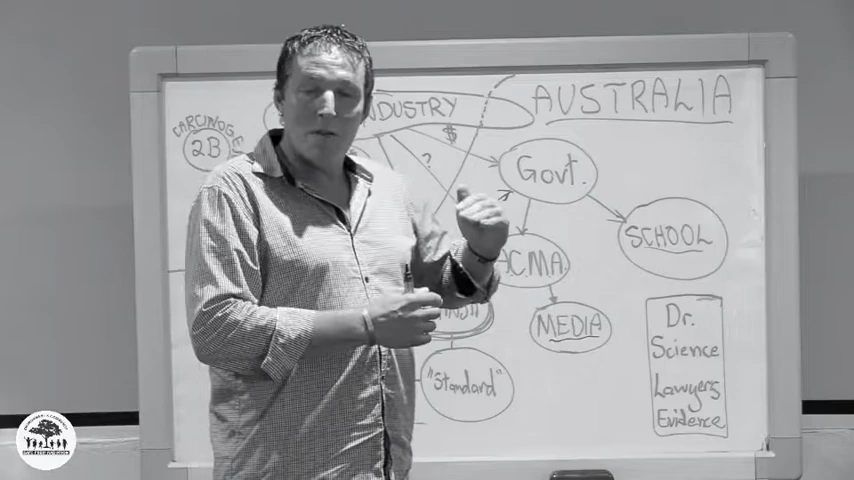 AUSTRALIA
CARCINOGEN
2B
INDUSTRY
$
?
Govt.
SCHOOL
ACMA
MEDIA
"Standard"
Dr.
Science
Lawyers
Evidence